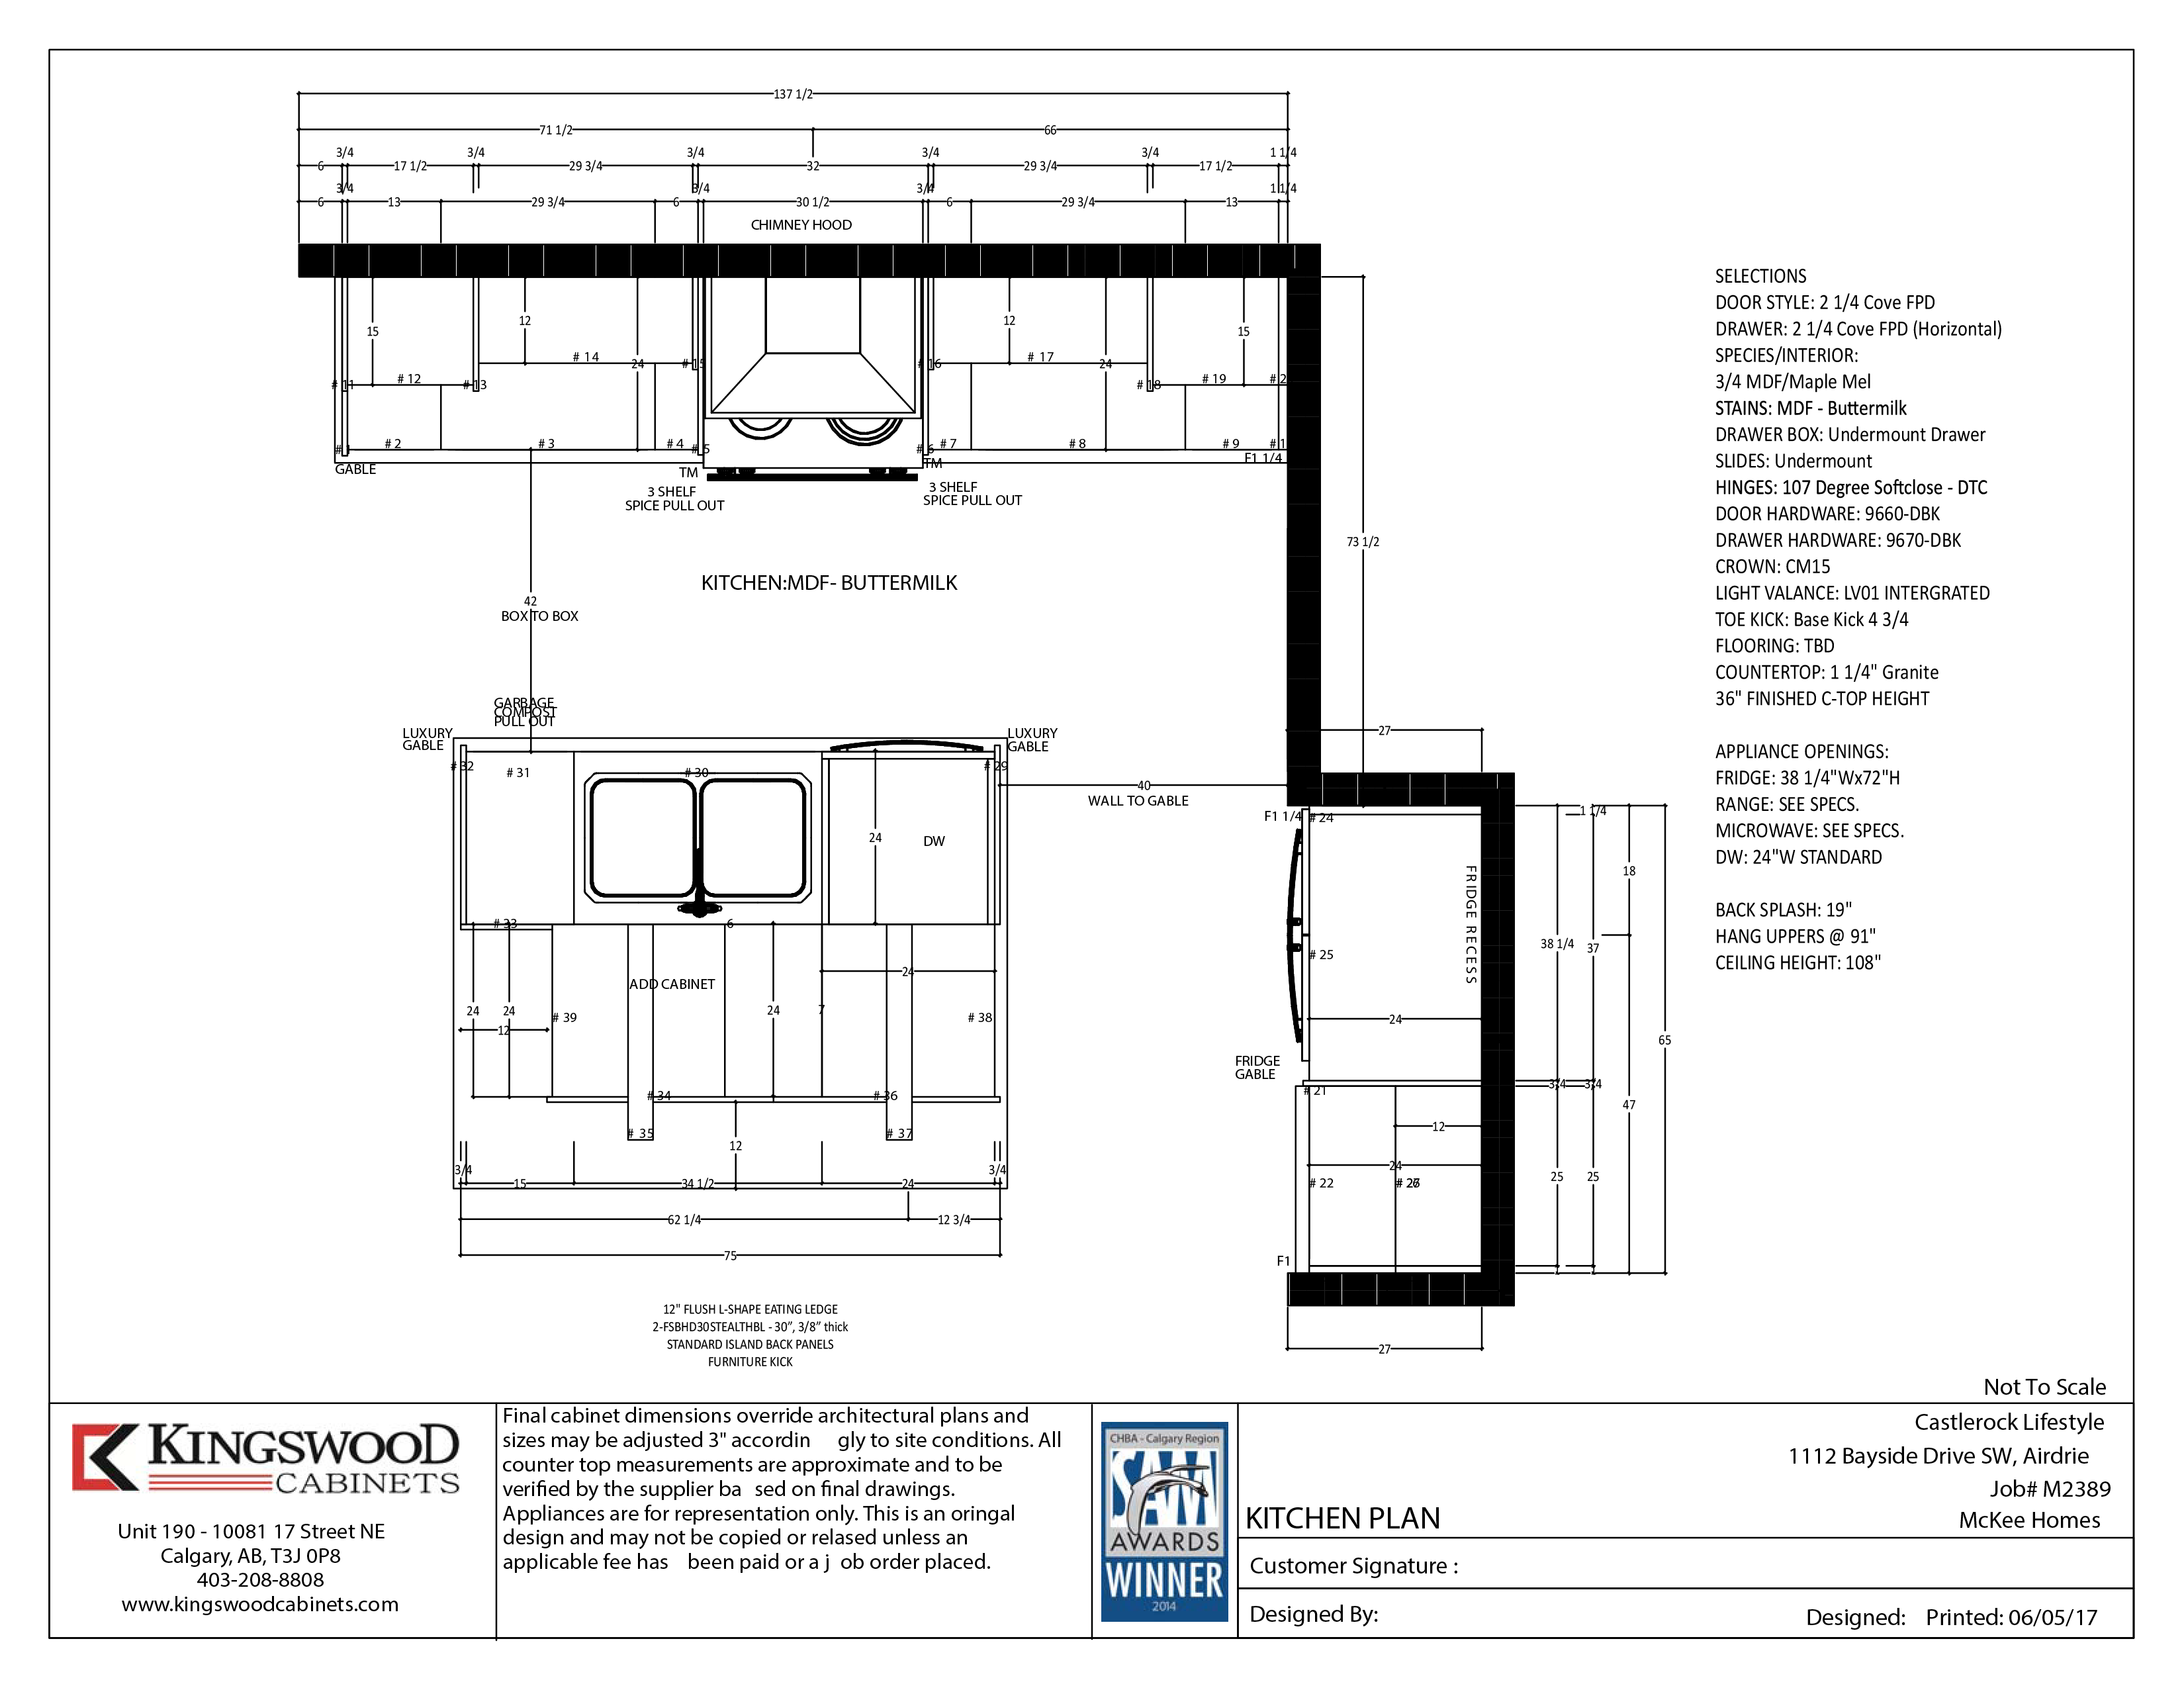 137 1/2
71 1/2 66
3/4 3/4 3/4 3/4 3/4 1 1/4
6 17 1/2 29 3/4 32 29 3/4 17 1/2
3/4 3/4 3/4 1 1/4
6 13 29 3/4 6 30 1/2 6 29 3/4 13
CHIMNEY HOOD
15 12 12 15
# 14 24 # 15 # 16 # 17 24
# 11 # 12 # 13 # 18 # 19 # 2
# 2 # 3 # 4 # 5 # 6 # 7 # 8 # 9 # 1
GABLE
TM
TM
F1 1/4
3 SHELF
SPICE PULL OUT
3 SHELF
SPICE PULL OUT
73 1/2
KITCHEN:MDF- BUTTERMILK
42
BOX TO BOX
GARBAGE
COMPOST
PULL OUT
LUXURY
GABLE
LUXURY
GABLE
# 32 # 31 # 30 # 29
24 DW
40
WALL TO GABLE
# 33 6
24
ADD CABINET
24 24 # 39 24 7 # 38
12
# 34 # 36
# 35 # 37
12
3/4 3/4
15 34 1/2 24
62 1/4 12 3/4
75
12" FLUSH L-SHAPE EATING LEDGE
2-FSBHD30STEALTHBL - 30”, 3/8” thick
STANDARD ISLAND BACK PANELS
FURNITURE KICK
27
F1 1/4 # 24
1 1/4
FRIDGE RECESS
18
# 25
38 1/4 37
24
65
FRIDGE
GABLE
# 21
3/4 3/4
47
12
24
# 22 # 26
25 25
F1
27
SELECTIONS
DOOR STYLE: 2 1/4 Cove FPD
DRAWER: 2 1/4 Cove FPD (Horizontal)
SPECIES/INTERIOR:
3/4 MDF/Maple Mel
STAINS: MDF - Buttermilk
DRAWER BOX: Undermount Drawer
SLIDES: Undermount
HINGES: 107 Degree Softclose - DTC
DOOR HARDWARE: 9660-DBK
DRAWER HARDWARE: 9670-DBK
CROWN: CM15
LIGHT VALANCE: LV01 INTERGRATED
TOE KICK: Base Kick 4 3/4
FLOORING: TBD
COUNTERTOP: 1 1/4" Granite
36" FINISHED C-TOP HEIGHT
APPLIANCE OPENINGS:
FRIDGE: 38 1/4"Wx72"H
RANGE: SEE SPECS.
MICROWAVE: SEE SPECS.
DW: 24"W STANDARD
BACK SPLASH: 19"
HANG UPPERS @ 91"
CEILING HEIGHT: 108"
Not To Scale
KINGSWOOD
CABINETS
Unit 190 - 10081 17 Street NE
Calgary, AB, T3J 0P8
403-208-8808
www.kingswoodcabinets.com
Final cabinet dimensions override architectural plans and
sizes may be adjusted 3" accordin gly to site conditions. All
counter top measurements are approximate and to be
verified by the supplier ba sed on final drawings.
Appliances are for representation only. This is an oringal
design and may not be copied or relased unless an
applicable fee has been paid or a j ob order placed.
CHBA - Calgary Region
SAM
AWARDS
WINNER
2014
Castlerock Lifestyle
1112 Bayside Drive SW, Airdrie
Job# M2389
McKee Homes
KITCHEN PLAN
Customer Signature :
Designed By:
Designed: Printed: 06/05/17